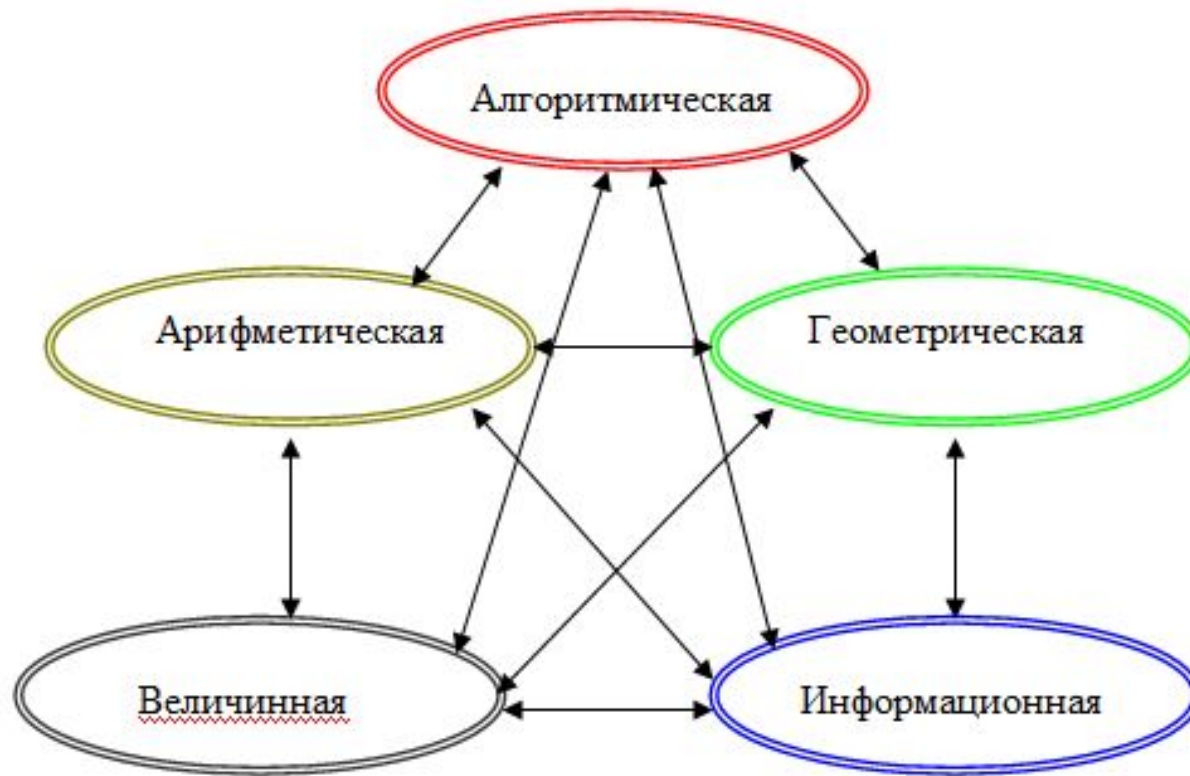 Алгоритмическая
Арифметическая
Геометрическая
Величинная
Информационная